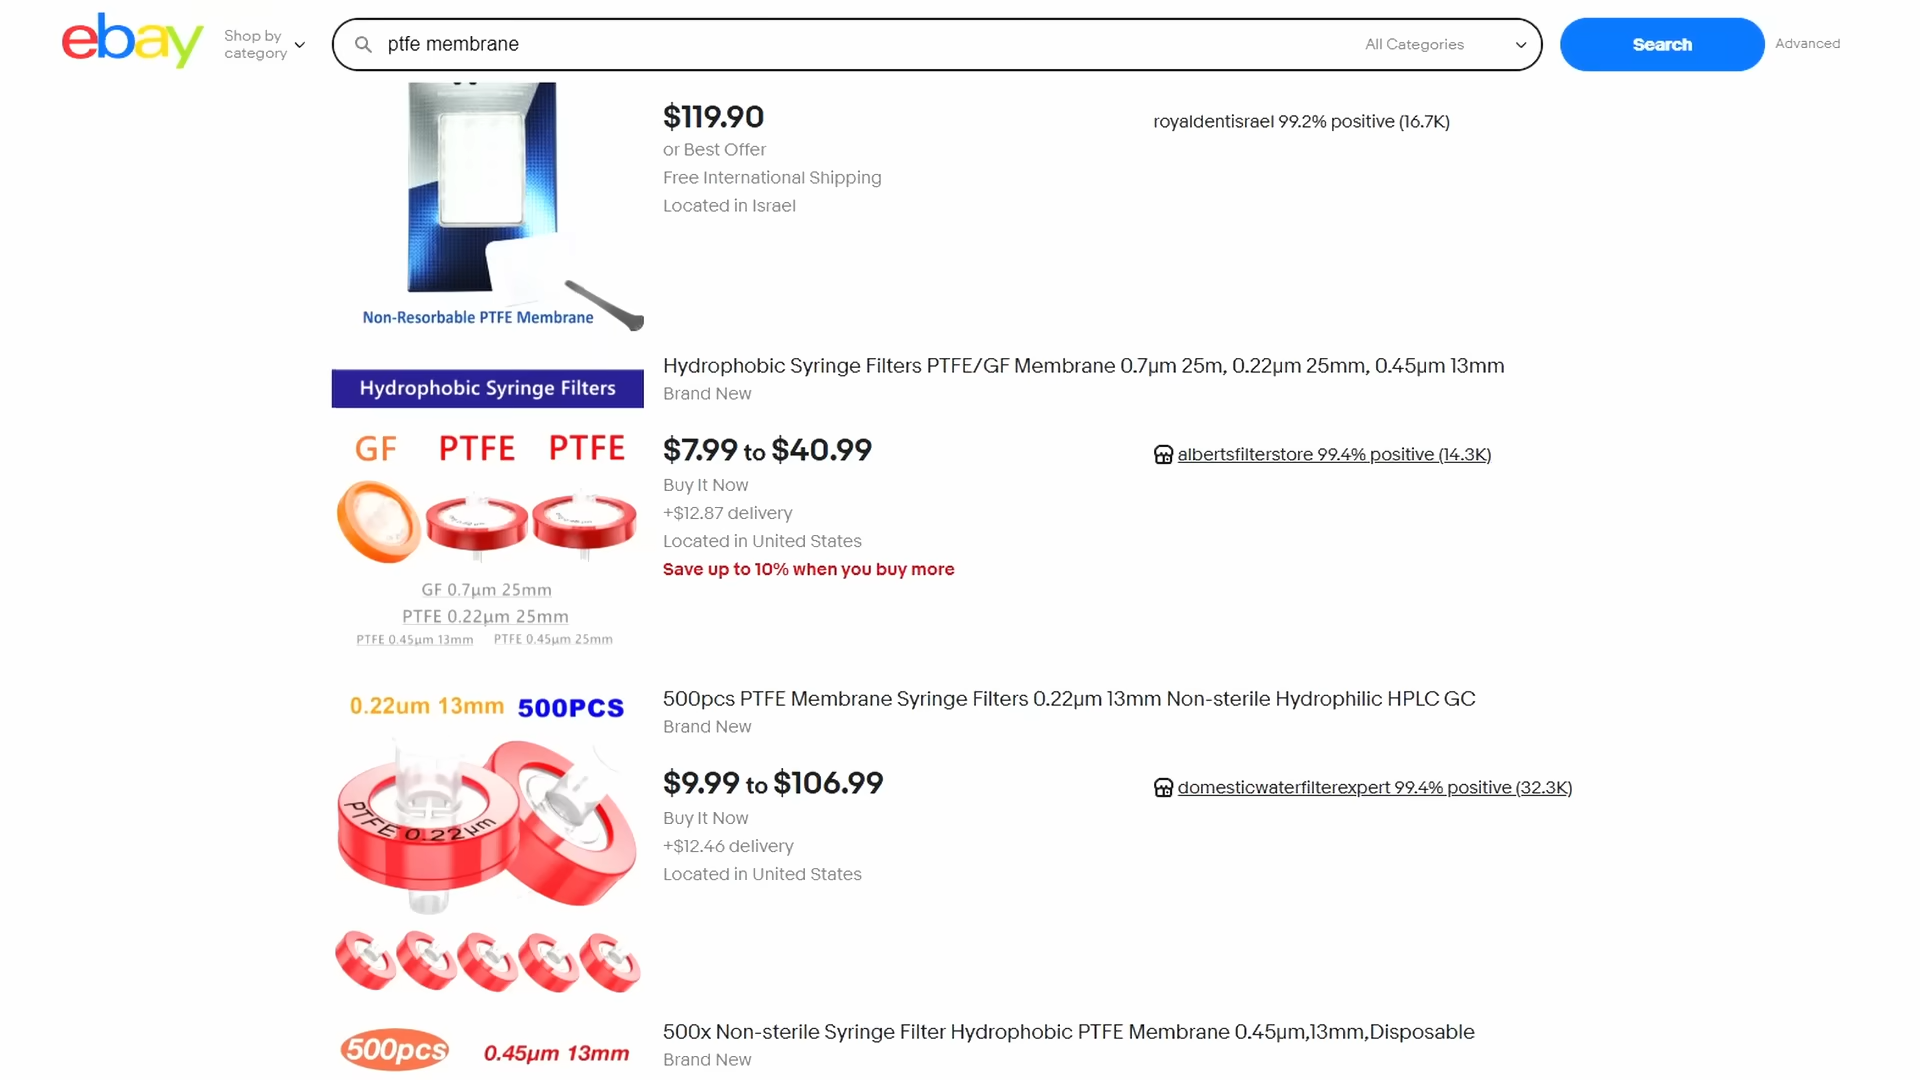 ebay
Shop by
category
ptfe membrane
All Categories
Search
Advanced
$119.90
or Best Offer
Free International Shipping
Located in Israel
royaldentisrael 99.2% positive (16.7K)
Non-Resorbable PTFE Membrane
Hydrophobic Syringe Filters PTFE/GF Membrane 0.7μm 25m, 0.22μm 25mm, 0.45μm 13mm
Brand New
$7.99 to $40.99
Buy It Now
+$12.87 delivery
Located in United States
Save up to 10% when you buy more
albertsfilterstore 99.4% positive (14.3K)
Hydrophobic Syringe Filters
GF PTFE PTFE
GF 0.7μm 25mm
PTFE 0.22μm 25mm
PTFE 0.45μm 13mm PTFE 0.45μm 25mm
500pcs PTFE Membrane Syringe Filters 0.22μm 13mm Non-sterile Hydrophilic HPLC GC
Brand New
$9.99 to $106.99
Buy It Now
+$12.46 delivery
Located in United States
domesticwaterfilterexpert 99.4% positive (32.3K)
0.22um 13mm 500PCS
PTFE 0.22μm
500x Non-sterile Syringe Filter Hydrophobic PTFE Membrane 0.45μm,13mm,Disposable
Brand New
500pcs 0.45μm 13mm